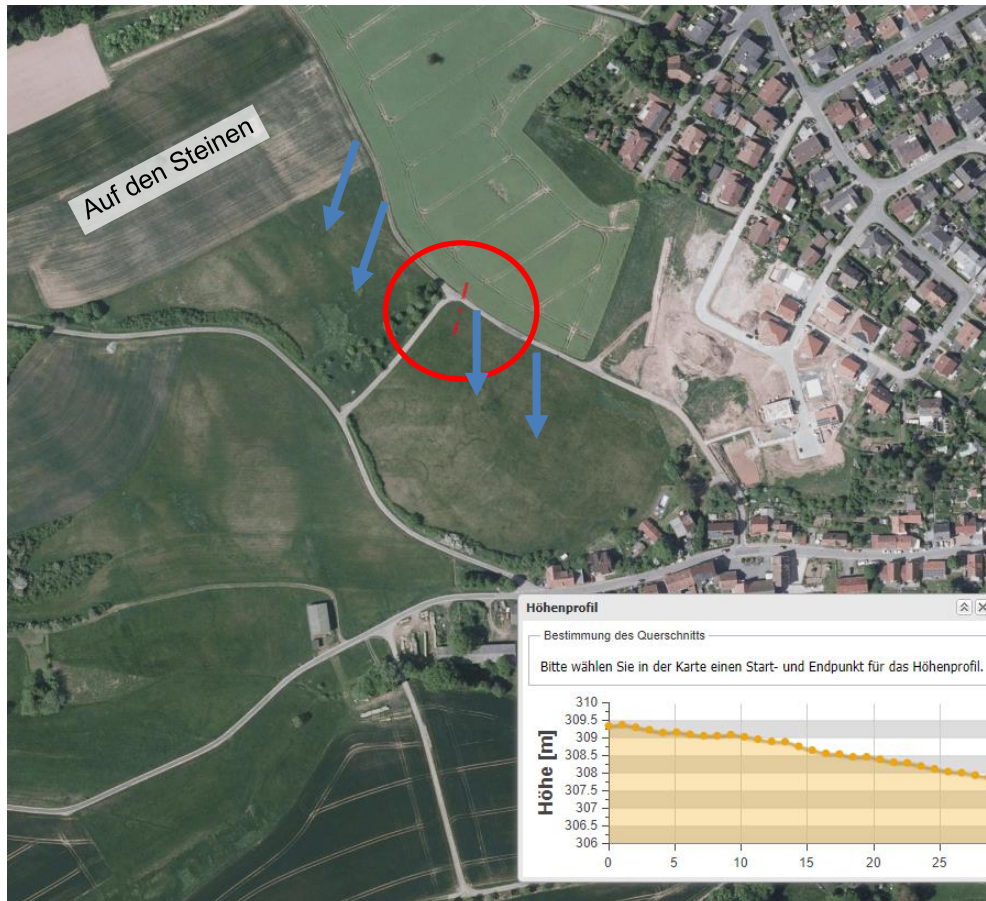 Auf den Steinen
Höhenprofil
Bestimmung des Querschnitts
Bitte wählen Sie in der Karte einen Start- und Endpunkt für das Höhenprofil.
Höhe [m]
310
309.5
309
308.5
308
307.5
307
306.5
306
0 5 10 15 20 25